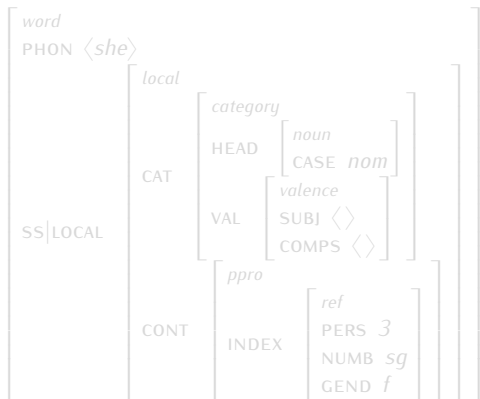 word
PHON ⟨she⟩
local
category
HEAD noun
CASE nom
CAT
valence
VAL SUBJ ⟨⟩
COMPS ⟨⟩
SS|LOCAL
ppro
ref
PERS 3
CONT INDEX NUMB sg
GEND f